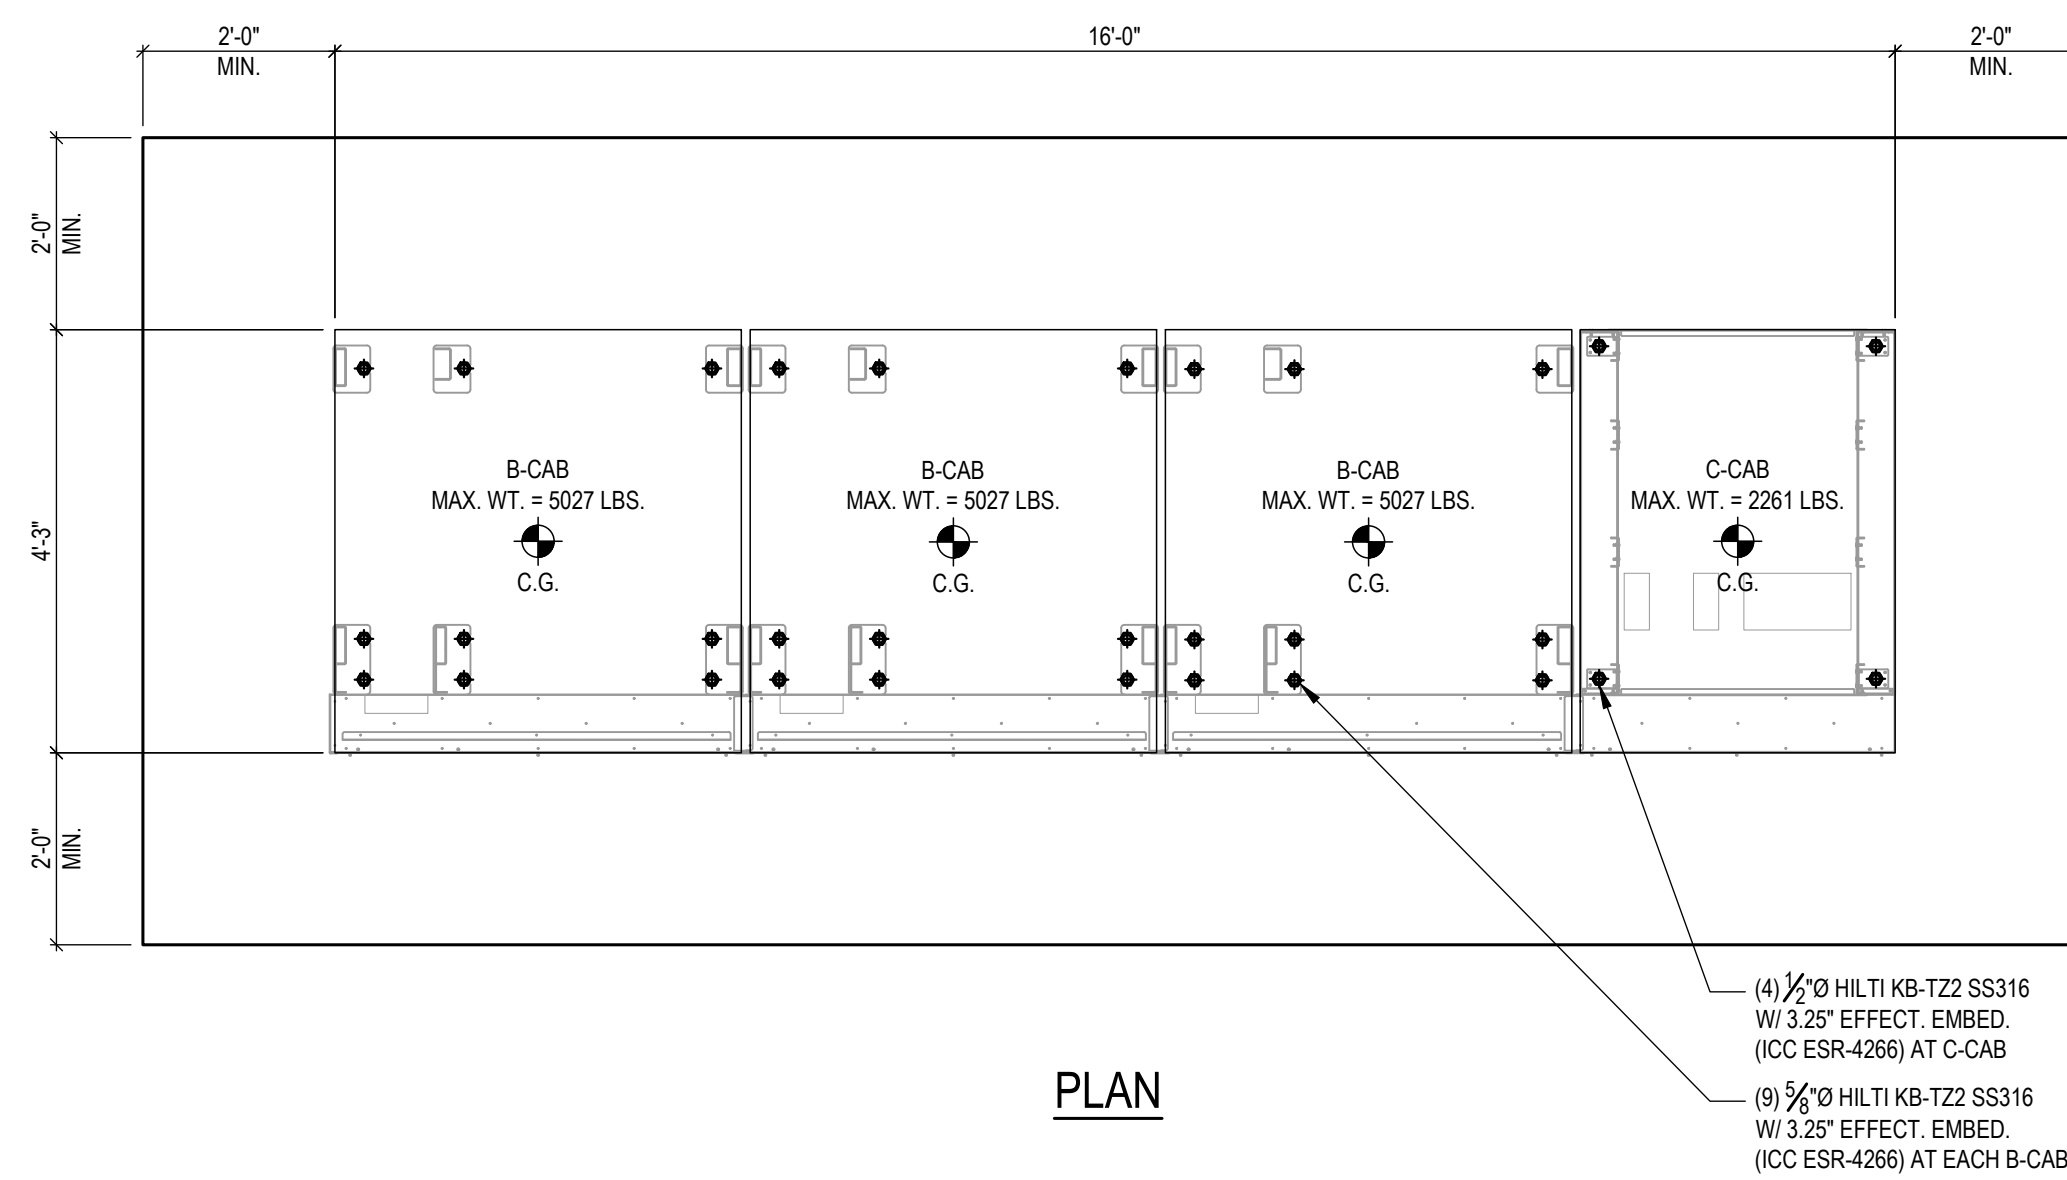 2'-0"
MIN.
16'-0"
2'-0"
MIN.
2'-0"
MIN.
4'-3"
2'-0"
MIN.
B-CAB
MAX. WT. = 5027 LBS.
C.G.
B-CAB
MAX. WT. = 5027 LBS.
C.G.
B-CAB
MAX. WT. = 5027 LBS.
C.G.
C-CAB
MAX. WT. = 2261 LBS.
C.G.
(4) 1/2"Ø HILTI KB-TZ2 SS316
W/ 3.25" EFFECT. EMBED.
(ICC ESR-4266) AT C-CAB
(9) 5/8"Ø HILTI KB-TZ2 SS316
W/ 3.25" EFFECT. EMBED.
(ICC ESR-4266) AT EACH B-CAB
PLAN